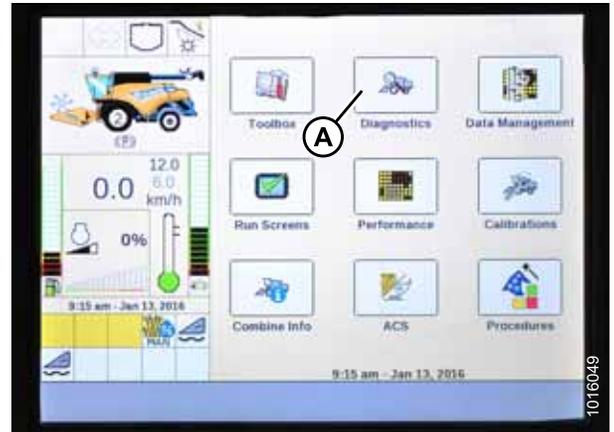 2
(P)
12.0
0.0 6.0
km/h
0%
9:15 am - Jan 13, 2016
MAN
Toolbox
Diagnostics
Data Management
A
Run Screens
Performance
Calibrations
Combine Info
ACS
Procedures
9:15 am - Jan 13, 2016
1016049